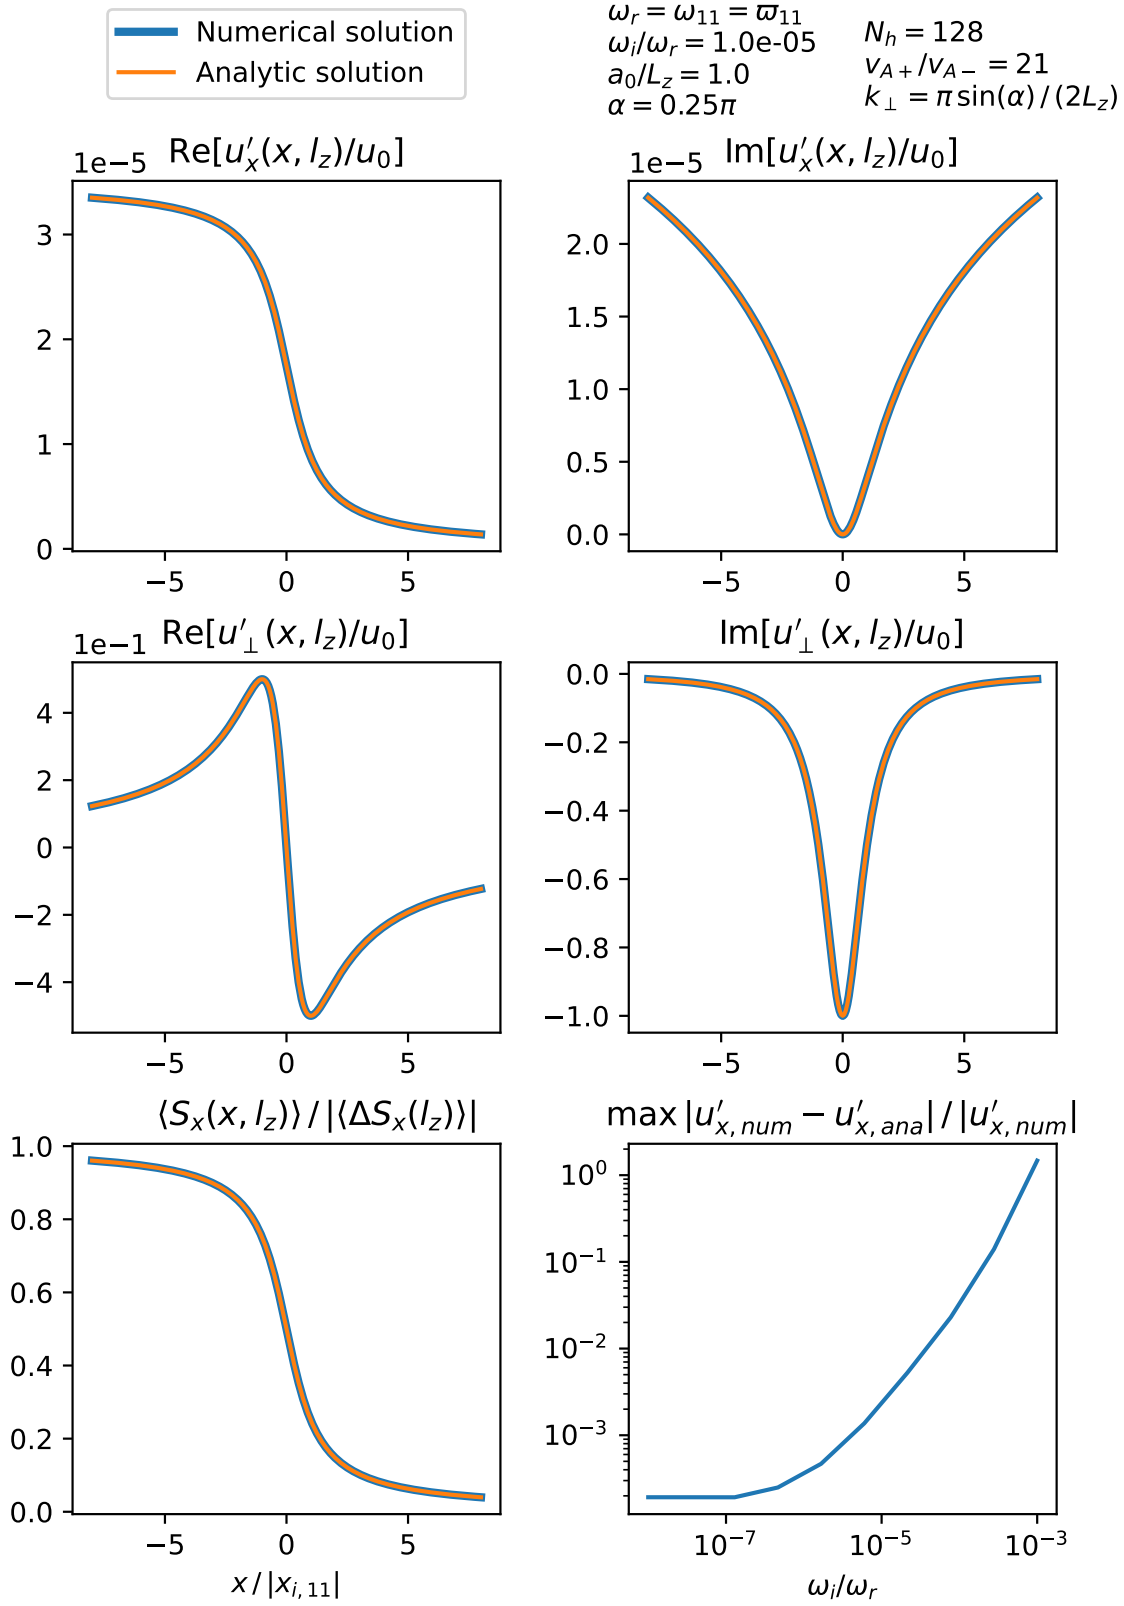 Numerical solution
Analytic solution
ω_r = ω_11 = ϖ_11
ω_i/ω_r = 1.0e-05
a_0/L_z = 1.0
α = 0.25π
N_h = 128
v_{A+}/v_{A−} = 21
k_⊥ = π sin(α) / (2L_z)
Re[u′_x(x, l_z)/u_0]
1e−5
3
2
1
0
−5 0 5
Im[u′_x(x, l_z)/u_0]
1e−5
2.0
1.5
1.0
0.5
0.0
−5 0 5
Re[u′_⊥(x, l_z)/u_0]
1e−1
4
2
0
−2
−4
−5 0 5
Im[u′_⊥(x, l_z)/u_0]
0.0
−0.2
−0.4
−0.6
−0.8
−1.0
−5 0 5
⟨S_x(x, l_z)⟩ / |⟨ΔS_x(l_z)⟩|
1.0
0.8
0.6
0.4
0.2
0.0
−5 0 5
x / |x_{i, 11}|
max |u′_{x, num} − u′_{x, ana}| / |u′_{x, num}|
10^0
10^−1
10^−2
10^−3
10^−7 10^−5 10^−3
ω_i/ω_r